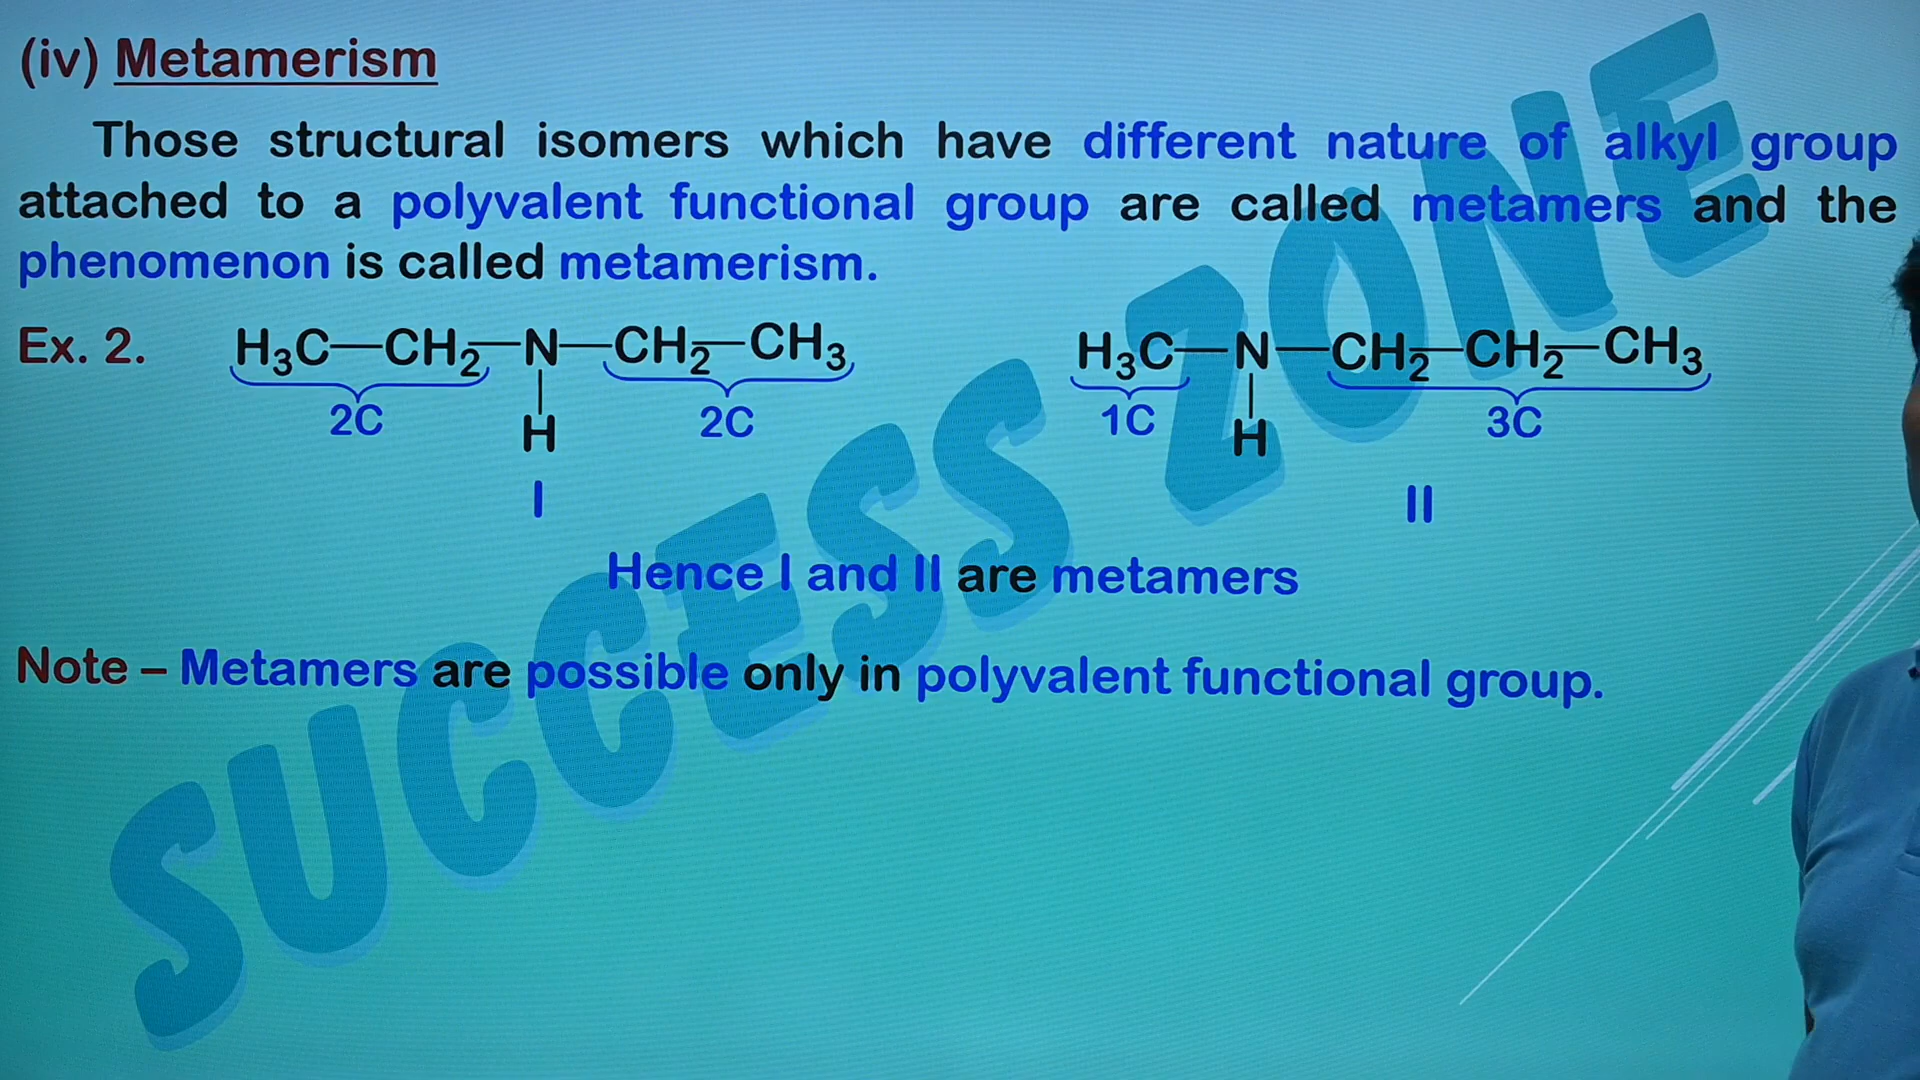 (iv) Metamerism
Those structural isomers which have different nature of alkyl group
attached to a polyvalent functional group are called metamers and the
phenomenon is called metamerism.
Ex. 2. H₃C—CH₂—N—CH₂—CH₃ H₃C—N—CH₂—CH₂—CH₃
2C H 2C 1C H 3C
I II
Hence I and II are metamers
Note – Metamers are possible only in polyvalent functional group.
SUCCESS ZONE